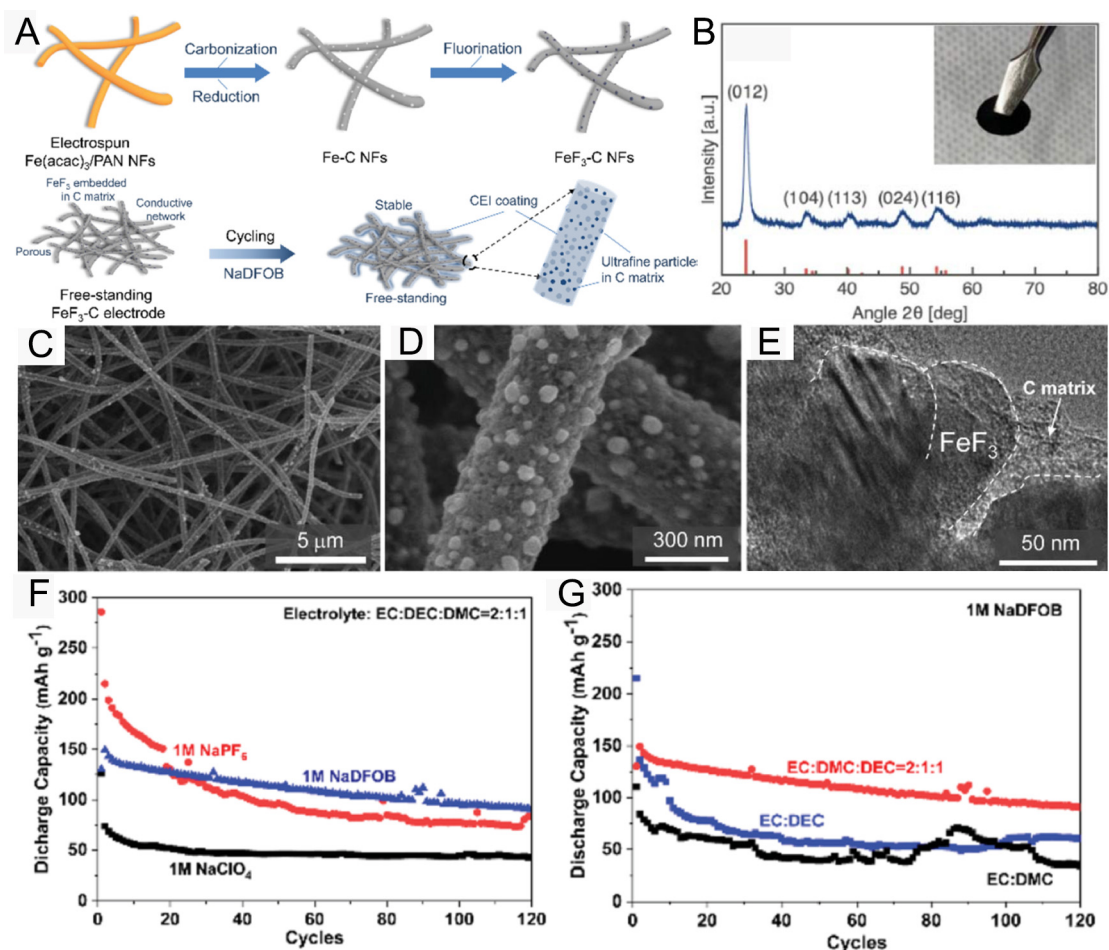 A
Carbonization
Reduction
Fluorination
Electrospun
Fe(acac)₃/PAN NFs
Fe-C NFs
FeF₃-C NFs
FeF₃ embedded
in C matrix
Conductive
network
Porous
Free-standing
FeF₃-C electrode
Cycling
NaDFOB
Stable
CEI coating
Free-standing
Ultrafine particle
in C matrix
B
Intensity [a.u.]
(012)
(104)
(113)
(024)
(116)
20 30 40 50 60 70 80
Angle 2θ [deg]
C
5 μm
D
300 nm
E
C matrix
FeF₃
50 nm
F
Dicharge Capacity (mAh g⁻¹)
300
250
200
150
100
50
0
Electrolyte: EC:DEC:DMC=2:1:1
1M NaPF₆
1M NaDFOB
1M NaClO₄
0 20 40 60 80 100 120
Cycles
G
Discharge Capacity (mAh g⁻¹)
300
250
200
150
100
50
0
1M NaDFOB
EC:DMC:DEC=2:1:1
EC:DEC
EC:DMC
0 20 40 60 80 100 120
Cycles